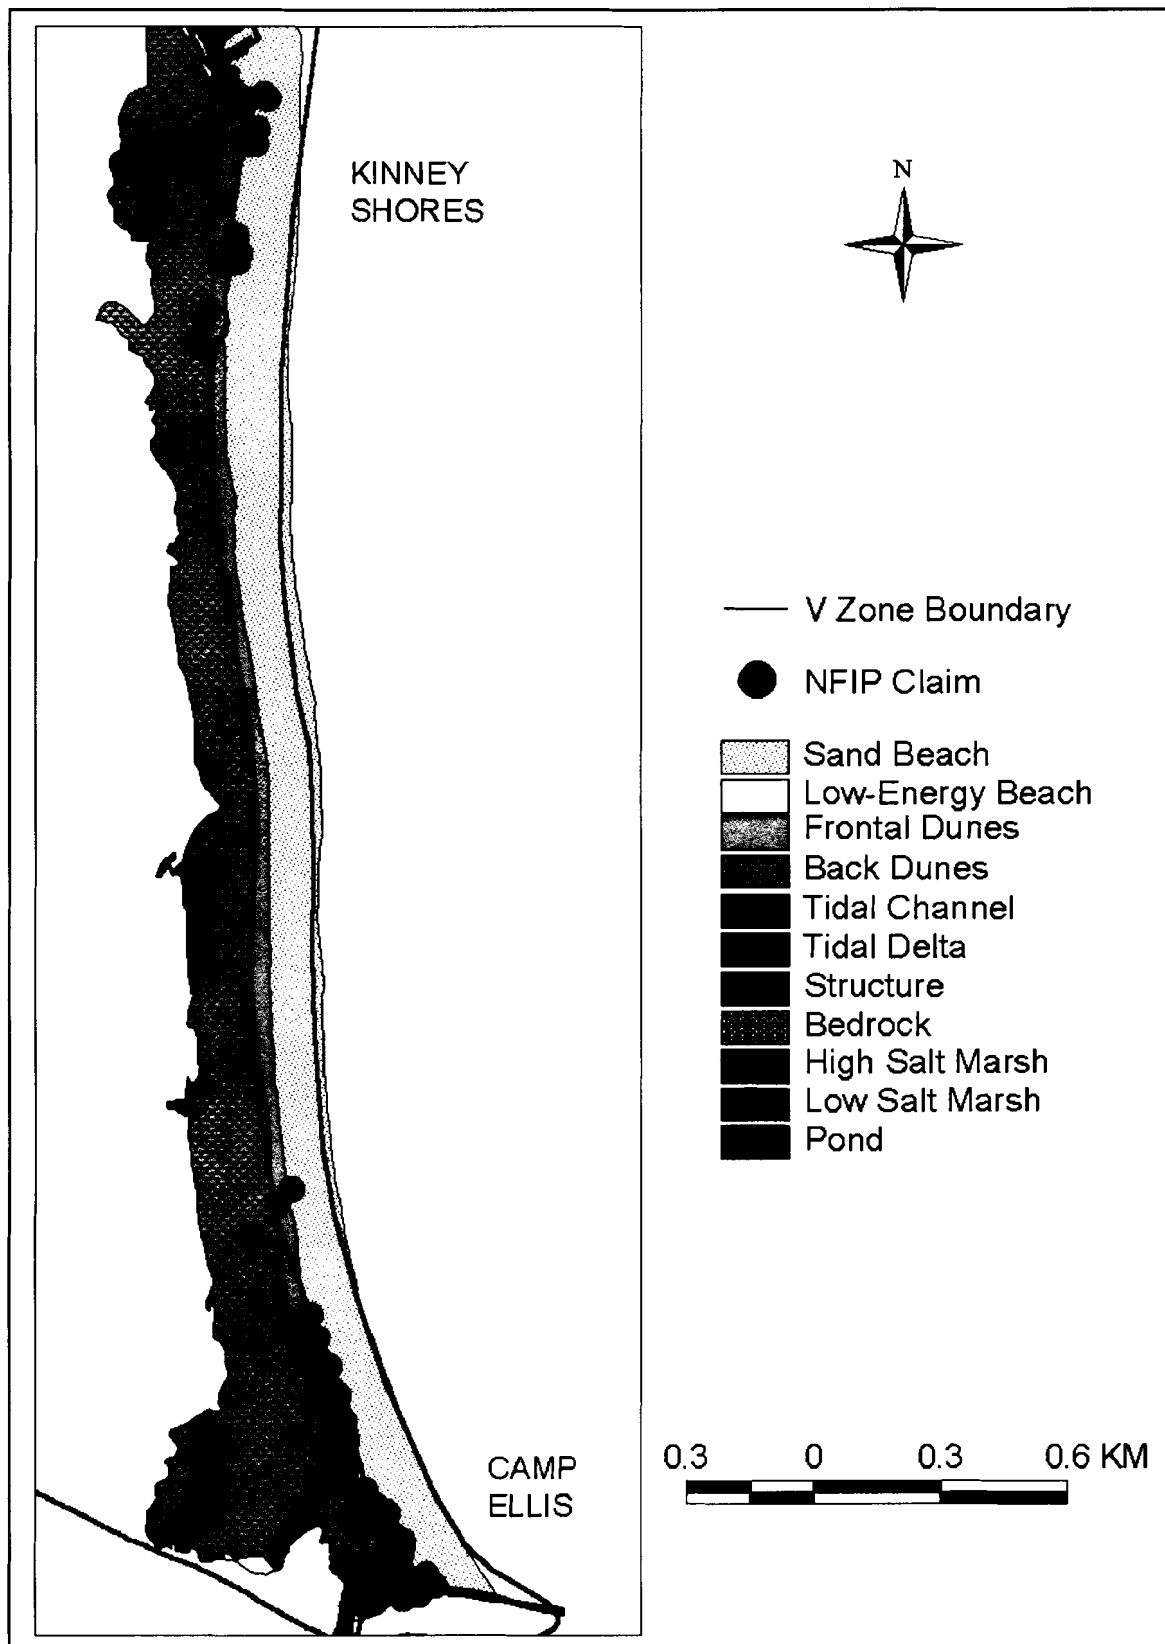 KINNEY
SHORES
N
V Zone Boundary
NFIP Claim
Sand Beach
Low-Energy Beach
Frontal Dunes
Back Dunes
Tidal Channel
Tidal Delta
Structure
Bedrock
High Salt Marsh
Low Salt Marsh
Pond
CAMP
ELLIS
0.3 0 0.3 0.6 KM